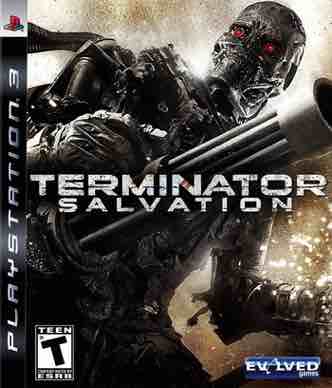 PLAYSTATION 3
TERMINATOR
SALVATION
TEEN
T
ESRB
EVOLVED
games